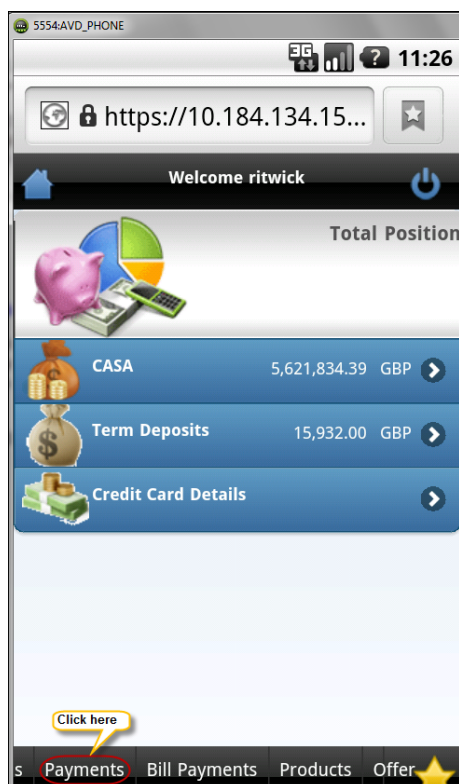 5554:AVD_PHONE
3G 11:26
https://10.184.134.15...
Welcome ritwick
Total Position
CASA 5,621,834.39 GBP
Term Deposits 15,932.00 GBP
Credit Card Details
Click here
s Payments Bill Payments Products Offer